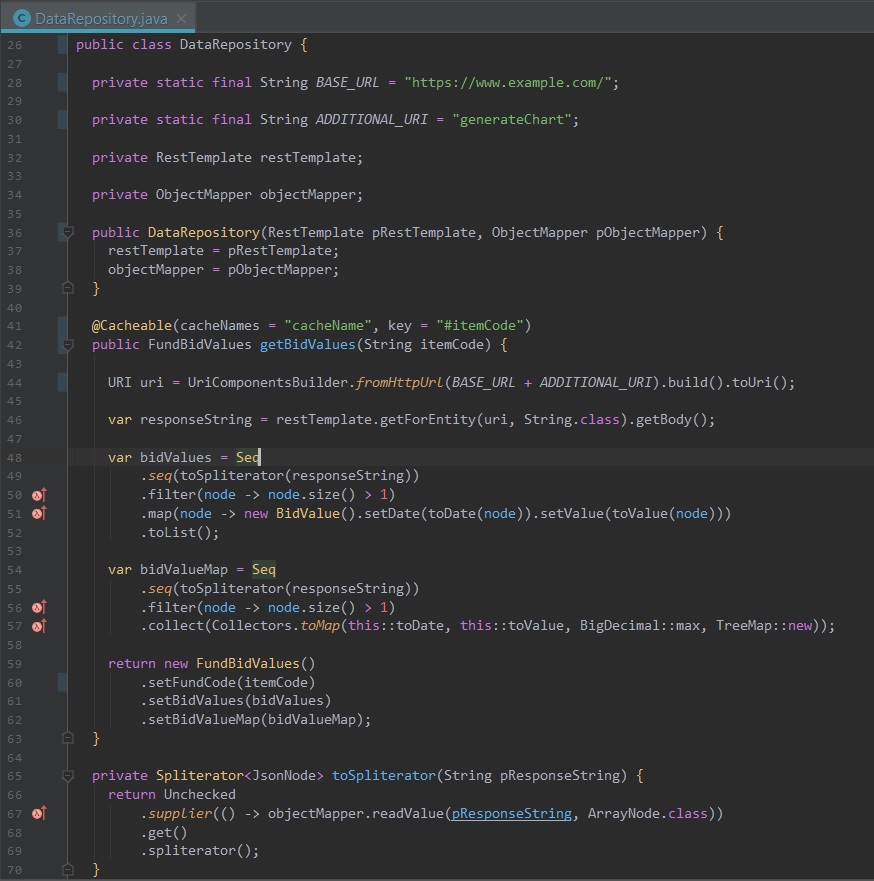 DataRepository.java
26 public class DataRepository {
27
28 private static final String BASE_URL = "https://www.example.com/";
29
30 private static final String ADDITIONAL_URI = "generateChart";
31
32 private RestTemplate restTemplate;
33
34 private ObjectMapper objectMapper;
35
36 public DataRepository(RestTemplate pRestTemplate, ObjectMapper pObjectMapper) {
37 restTemplate = pRestTemplate;
38 objectMapper = pObjectMapper;
39 }
40
41 @Cacheable(cacheNames = "cacheName", key = "#itemCode")
42 public FundBidValues getBidValues(String itemCode) {
43
44 URI uri = UriComponentsBuilder.fromHttpUrl(BASE_URL + ADDITIONAL_URI).build().toUri();
45
46 var responseString = restTemplate.getForEntity(uri, String.class).getBody();
47
48 var bidValues = Seq
49 .seq(toSpliterator(responseString))
50 .filter(node -> node.size() > 1)
51 .map(node -> new BidValue().setDate(toDate(node)).setValue(toValue(node)))
52 .toList();
53
54 var bidValueMap = Seq
55 .seq(toSpliterator(responseString))
56 .filter(node -> node.size() > 1)
57 .collect(Collectors.toMap(this::toDate, this::toValue, BigDecimal::max, TreeMap::new));
58
59 return new FundBidValues()
60 .setFundCode(itemCode)
61 .setBidValues(bidValues)
62 .setBidValueMap(bidValueMap);
63 }
64
65 private Spliterator<JsonNode> toSpliterator(String pResponseString) {
66 return Unchecked
67 .supplier(() -> objectMapper.readValue(pResponseString, ArrayNode.class))
68 .get()
69 .spliterator();
70 }